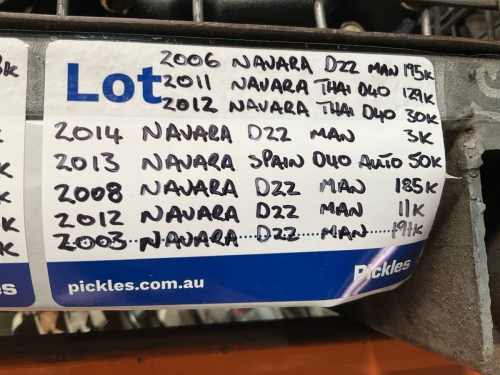 Lot
2006 NAVARA D22 MAN 195K
2011 NAVARA THAI D40 129K
2012 NAVARA THAI D40 30K
2014 NAVARA D22 MAN 3K
2013 NAVARA SPAIN D40 AUTO 50K
2008 NAVARA D22 MAN 185K
2012 NAVARA D22 MAN 11K
2003 NAVARA D22 MAN 191K
pickles.com.au
Pickles